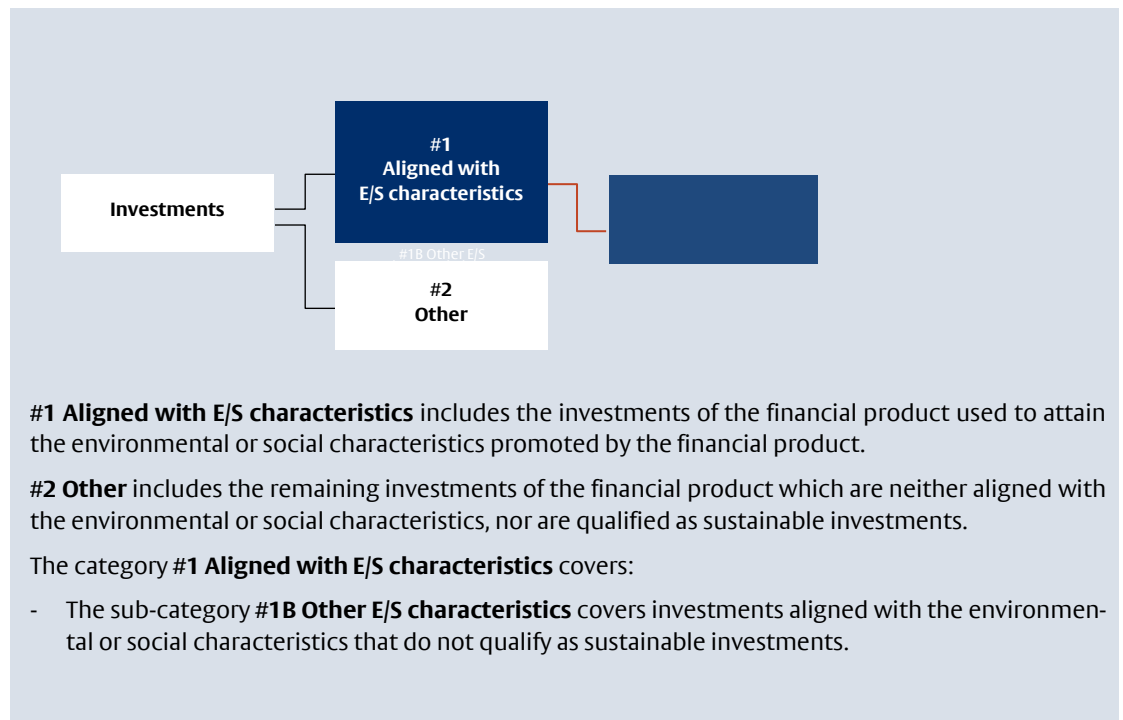 #1
Aligned with
E/S characteristics
Investments
#1B Other E/S
#2
Other
#1 Aligned with E/S characteristics includes the investments of the financial product used to attain
the environmental or social characteristics promoted by the financial product.
#2 Other includes the remaining investments of the financial product which are neither aligned with
the environmental or social characteristics, nor are qualified as sustainable investments.
The category #1 Aligned with E/S characteristics covers:
- The sub-category #1B Other E/S characteristics covers investments aligned with the environmen-
tal or social characteristics that do not qualify as sustainable investments.